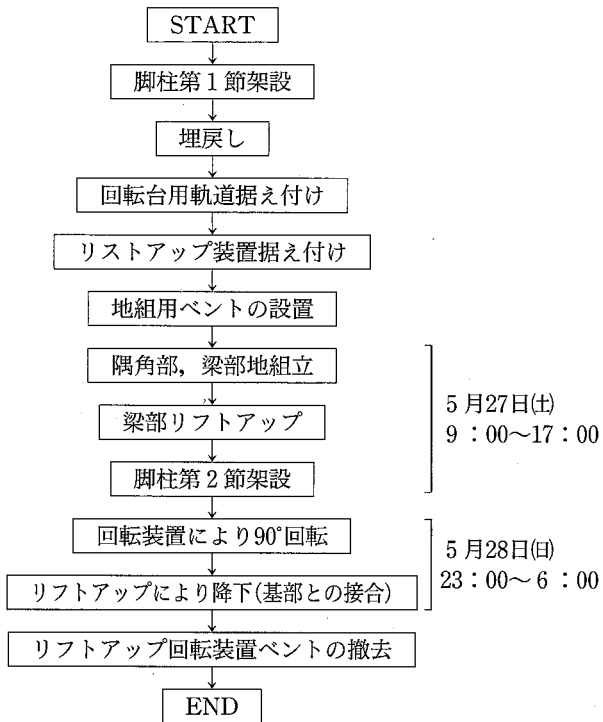 START
脚柱第1節架設
埋戻し
回転台用軌道据え付け
リストアップ装置据え付け
地組用ベントの設置
隅角部，梁部地組立
梁部リフトアップ
脚柱第2節架設
5月27日㈯
9：00～17：00
回転装置により90°回転
リフトアップにより降下(基部との接合)
5月28日㈰
23：00～6：00
リフトアップ回転装置ベントの撤去
END